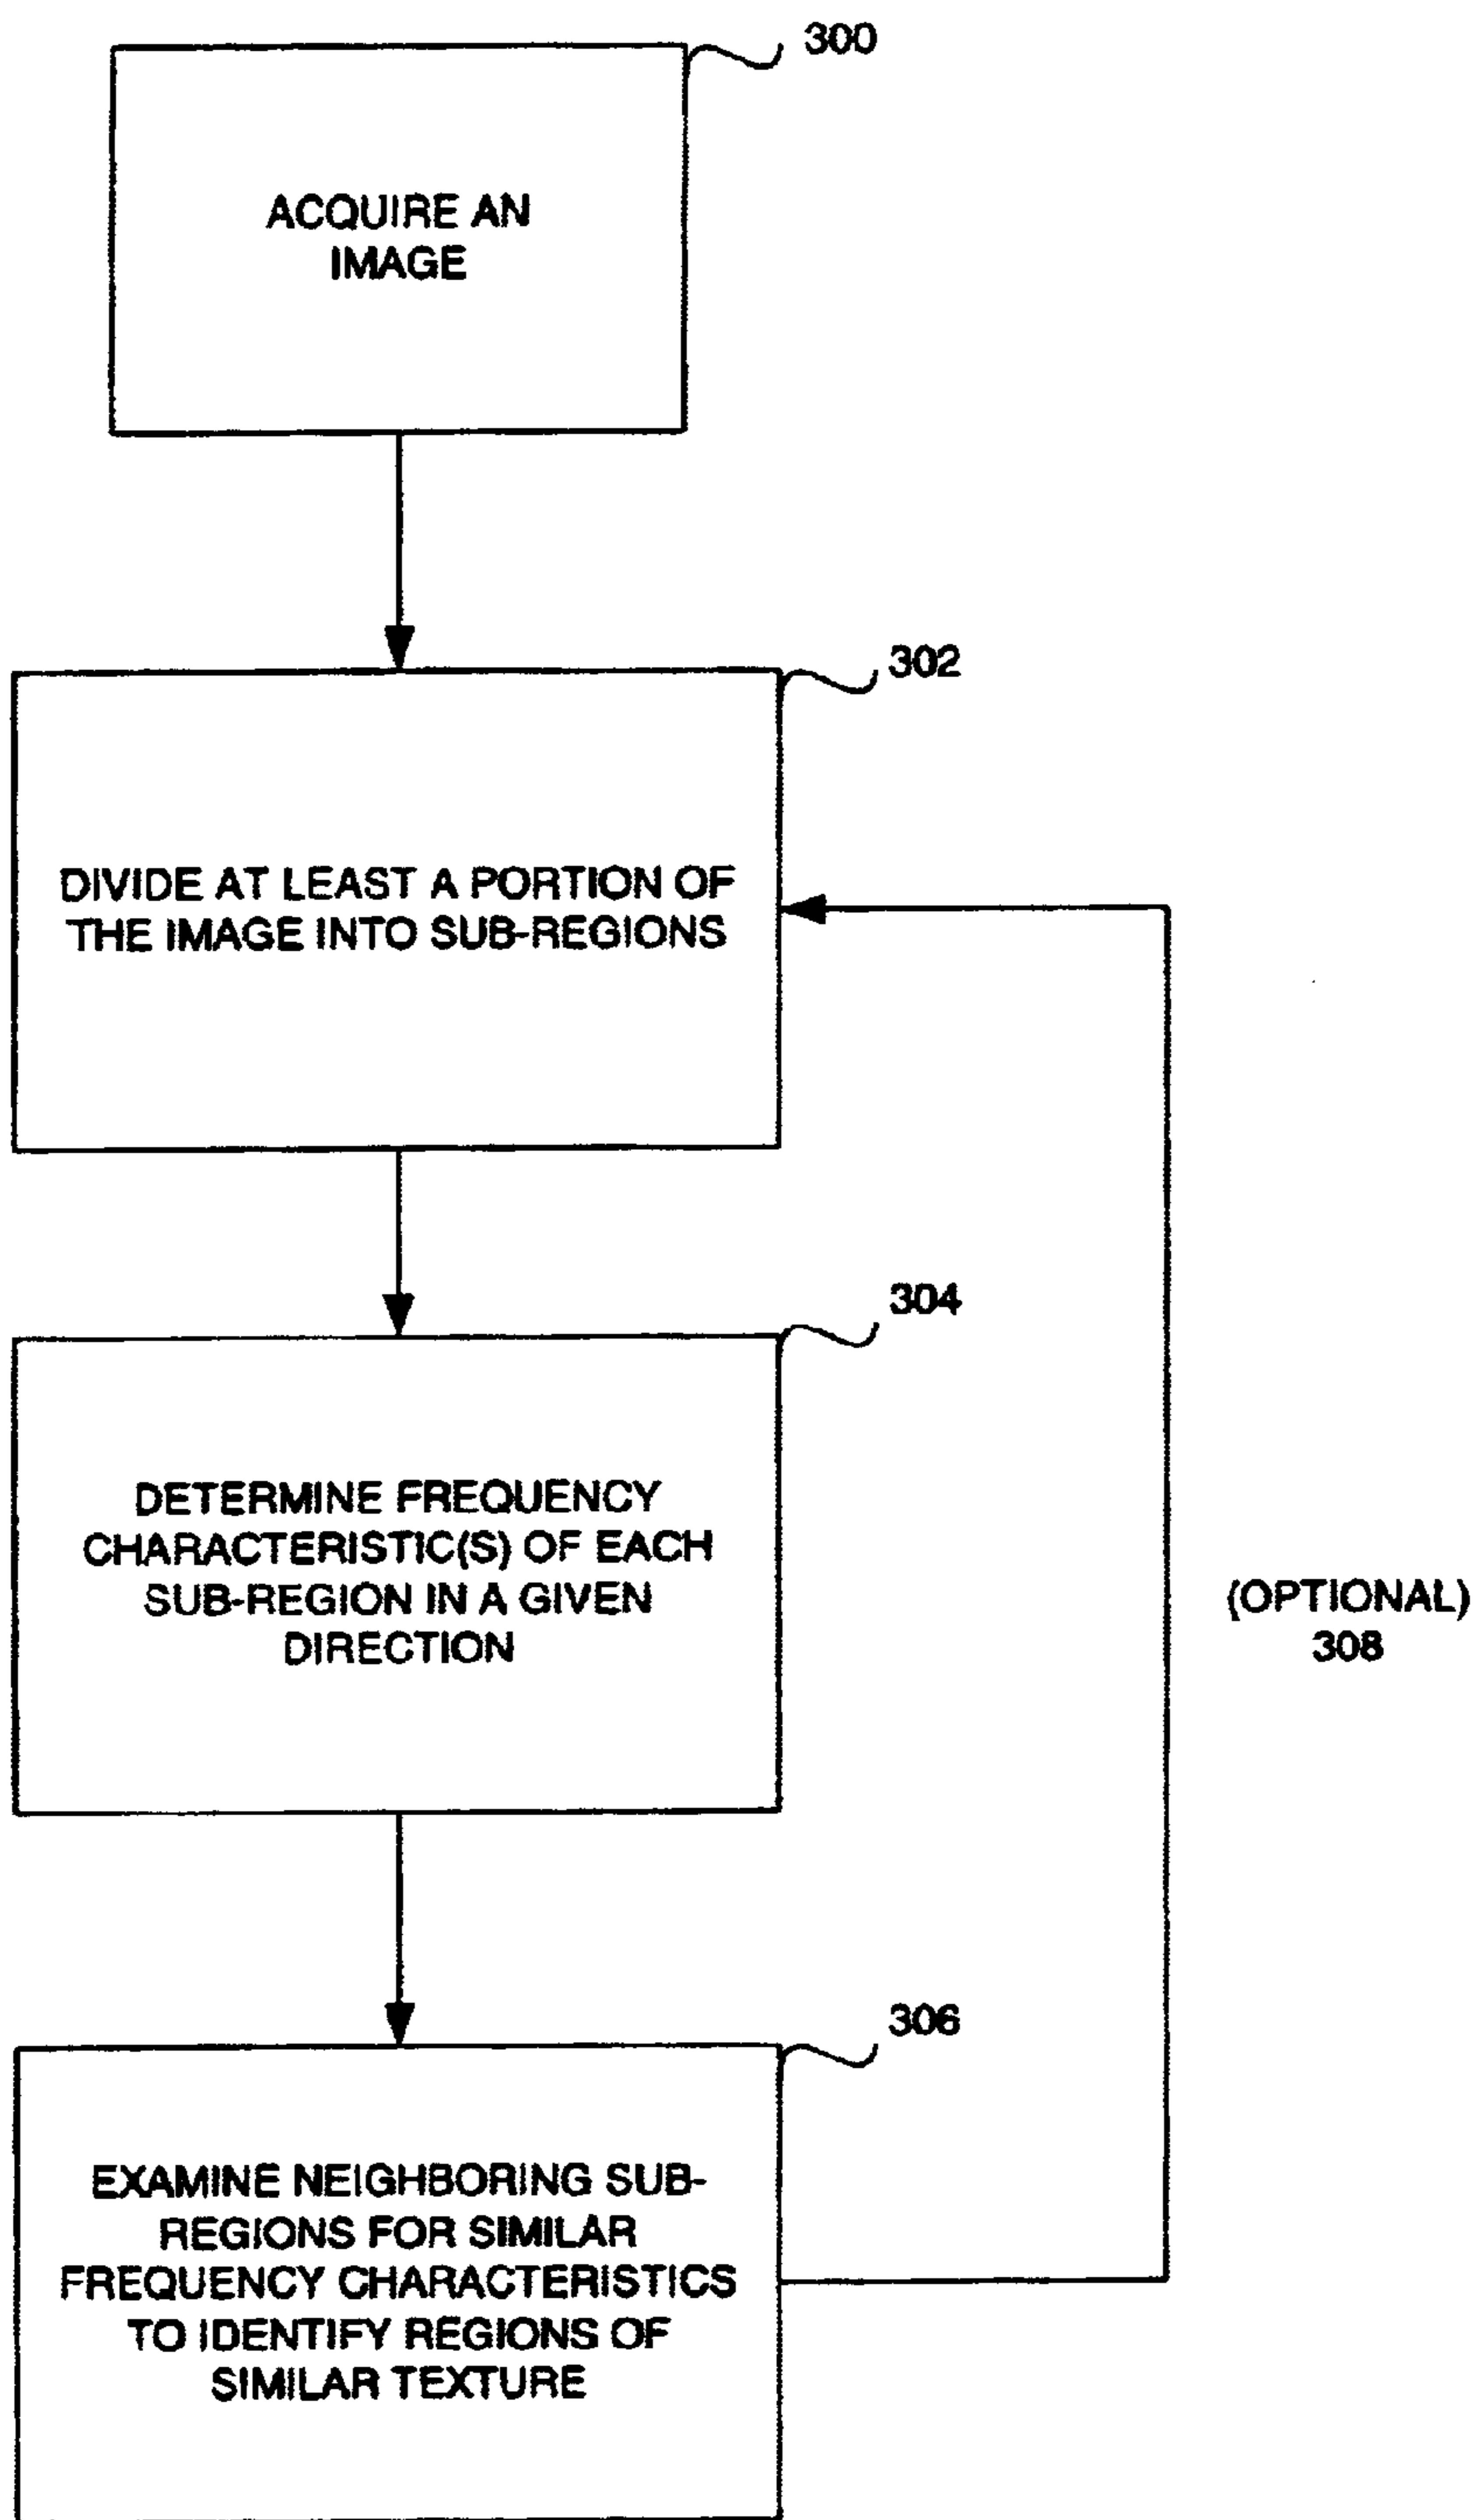 300
ACQUIRE AN
IMAGE
302
DIVIDE AT LEAST A PORTION OF
THE IMAGE INTO SUB-REGIONS
304
DETERMINE FREQUENCY
CHARACTERISTIC(S) OF EACH
SUB-REGION IN A GIVEN
DIRECTION
(OPTIONAL)
308
306
EXAMINE NEIGHBORING SUB-
REGIONS FOR SIMILAR
FREQUENCY CHARACTERISTICS
TO IDENTIFY REGIONS OF
SIMILAR TEXTURE